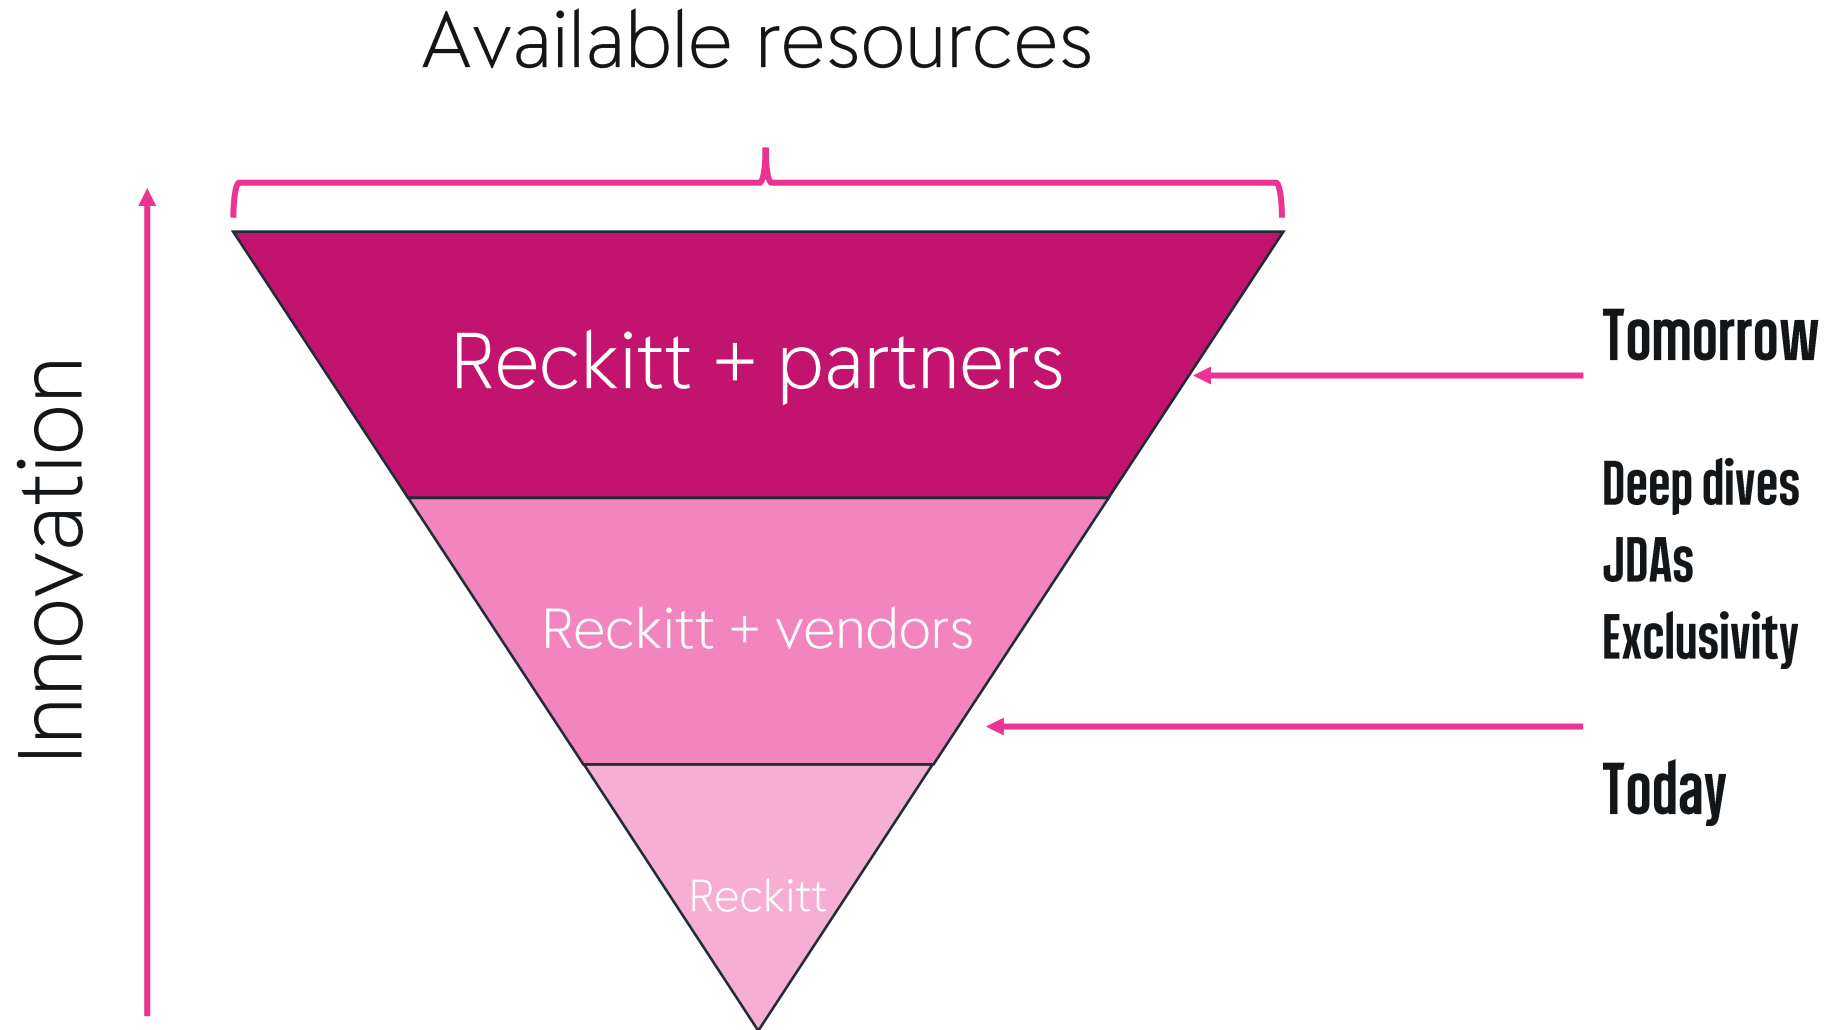 Available resources
Innovation
Reckitt + partners
Reckitt + vendors
Reckitt
Tomorrow
Deep dives
JDAs
Exclusivity
Today